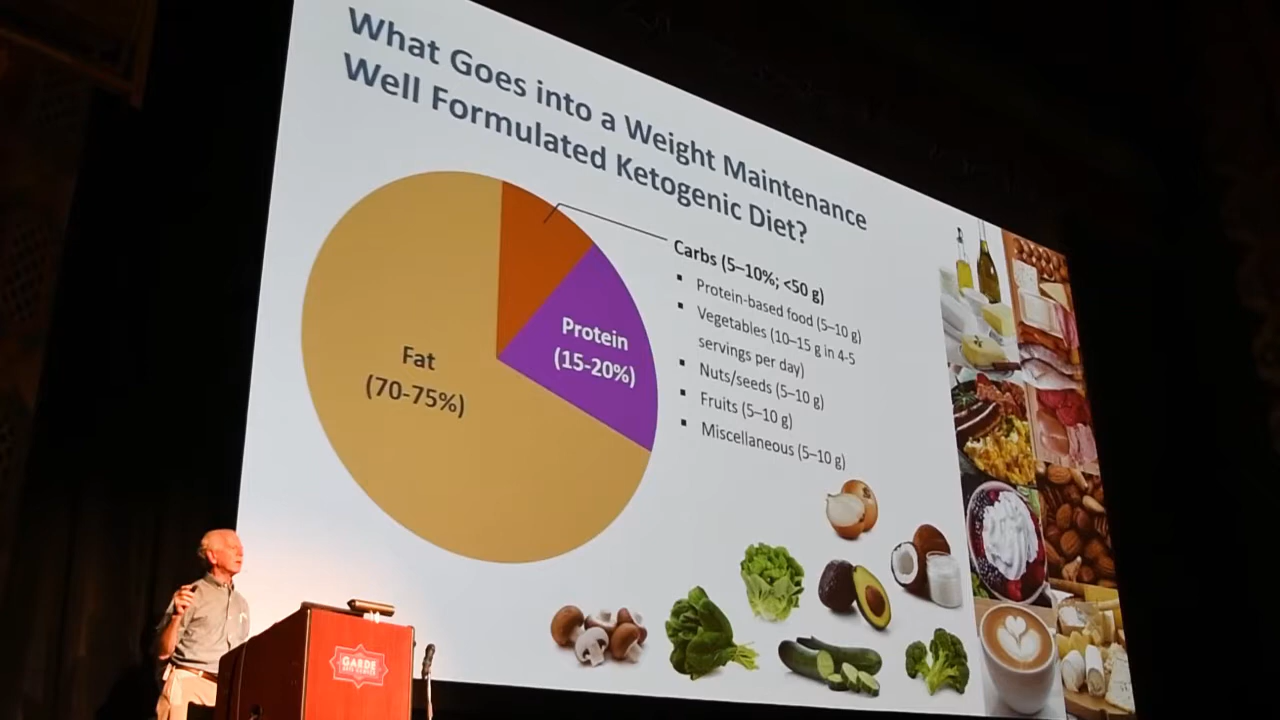 What Goes into a Weight Maintenance
Well Formulated Ketogenic Diet?
Carbs (5–10%; <50 g)
▪ Protein-based food (5–10 g)
▪ Vegetables (10–15 g in 4-5
servings per day)
▪ Nuts/seeds (5–10 g)
▪ Fruits (5–10 g)
▪ Miscellaneous (5–10 g)
Protein
(15-20%)
Fat
(70-75%)
GARDE
ARTS CENTER